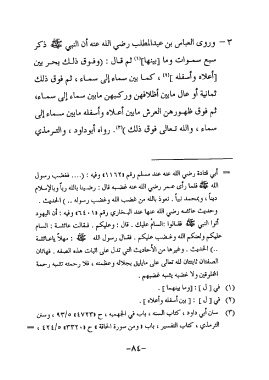 ٣ – وروى العباس بن عبدالمطلب رضي الله عنه أن النبي ﷺ ذكر
سبع سموات وما [بينها](١) ثم قال : (وفوق ذلك بحر بين
[أعلاه وأسفله](٢) ، كما بين سماء إلى سماء، ثم فوق ذلك
ثمانية أو عال مابين أظلافهن وركبهن مابين سماء إلى سماء،
ثم فوق ظهورهن العرش مابين أعلاه وأسفله مابين سماء إلى
سماء، والله تعالى فوق ذلك )(٣). رواه أبوداود ، والترمذي
== أبي قتادة رضي الله عنه عند مسلم رقم ١١٦٢ وفيه : (.... فغضب رسول
الله ﷺ فلما رأى عمر رضي الله عنه غضبه قال : رضينا بالله رباً وبالإسلام
ديناً ، وبمحمد نبياً . نعوذ بالله من غضب الله وغضب رسوله .. ) الحديث .
وحديث عائشة رضي الله عنها عند البخاري رقم ٦٤٠١ وفيه : أن اليهود
أتوا النبي ﷺ فقالوا: السام عليك . قال : وعليكم . فقالت عائشة : السام
عليكم ولعنكم الله وغضب عليكم . فقال رسول الله ﷺ : مهلاً ياعائشة
..) الحديث . وغيرها من الأحاديث التي تدل على اثبات هذه الصفة . فهاتان
الصفتان ثابتتان لله تعالى على مايليق بجلاله وعظمته ، فلا رحمته تشبه رحمة
المخلوقين ولا غضبه يشبه غضبهم .
(١) في [ ل ] : [وما بينهما] .
(٢) في [ ل ] : [ بين أسفله وأعلاه ] .
(٣) سنن أبي داود ، كتاب السنة ، باب في الجهمية ، ح (٤٧٢٣) ٩٣/٥ ، وسنن
الترمذي ، كتاب التفسير ، باب ، ومن سورة الحاقة ، ح (٣٣٢٠) ٤٢٤/٥ ، ==
-٨٤-